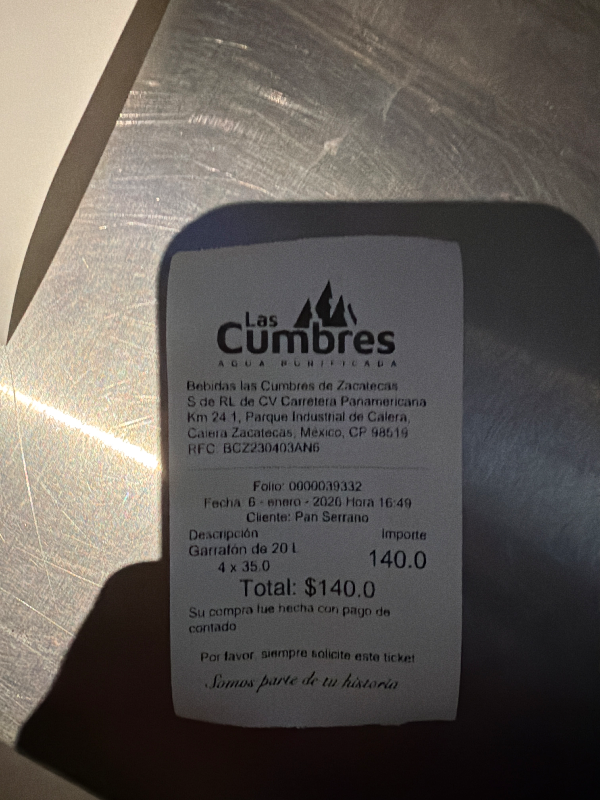 Las
Cumbres
AGUA PURIFICADA
Bebidas las Cumbres de Zacatecas
S de RL de CV Carretera Panamericana
Km 24.1, Parque Industrial de Calera,
Calera Zacatecas, México, CP 98519
RFC: BCZ230403AN6
Folio: 0000039332
Fecha: 6 - enero - 2026 Hora 16:49
Cliente: Pan Serrano
Descripción Importe
Garrafón de 20 L
4 x 35.0 140.0
Total: $140.0
Su compra fue hecha con pago de
contado
Por favor, siempre solicite este ticket
Somos parte de tu historia